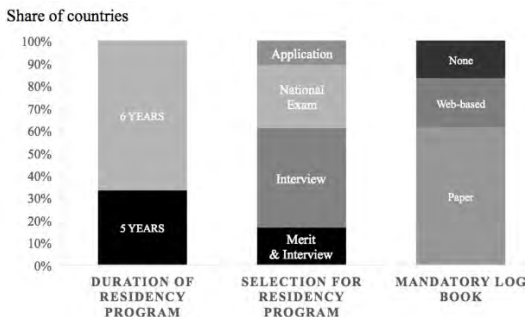 Share of countries
100%
90%
80%
70%
60%
50%
40%
30%
20%
10%
0%
6 YEARS
5 YEARS
Application
National
Exam
Interview
Merit
& Interview
None
Web-based
Paper
DURATION OF
RESIDENCY
PROGRAM
SELECTION FOR
RESIDENCY
PROGRAM
MANDATORY LOG
BOOK